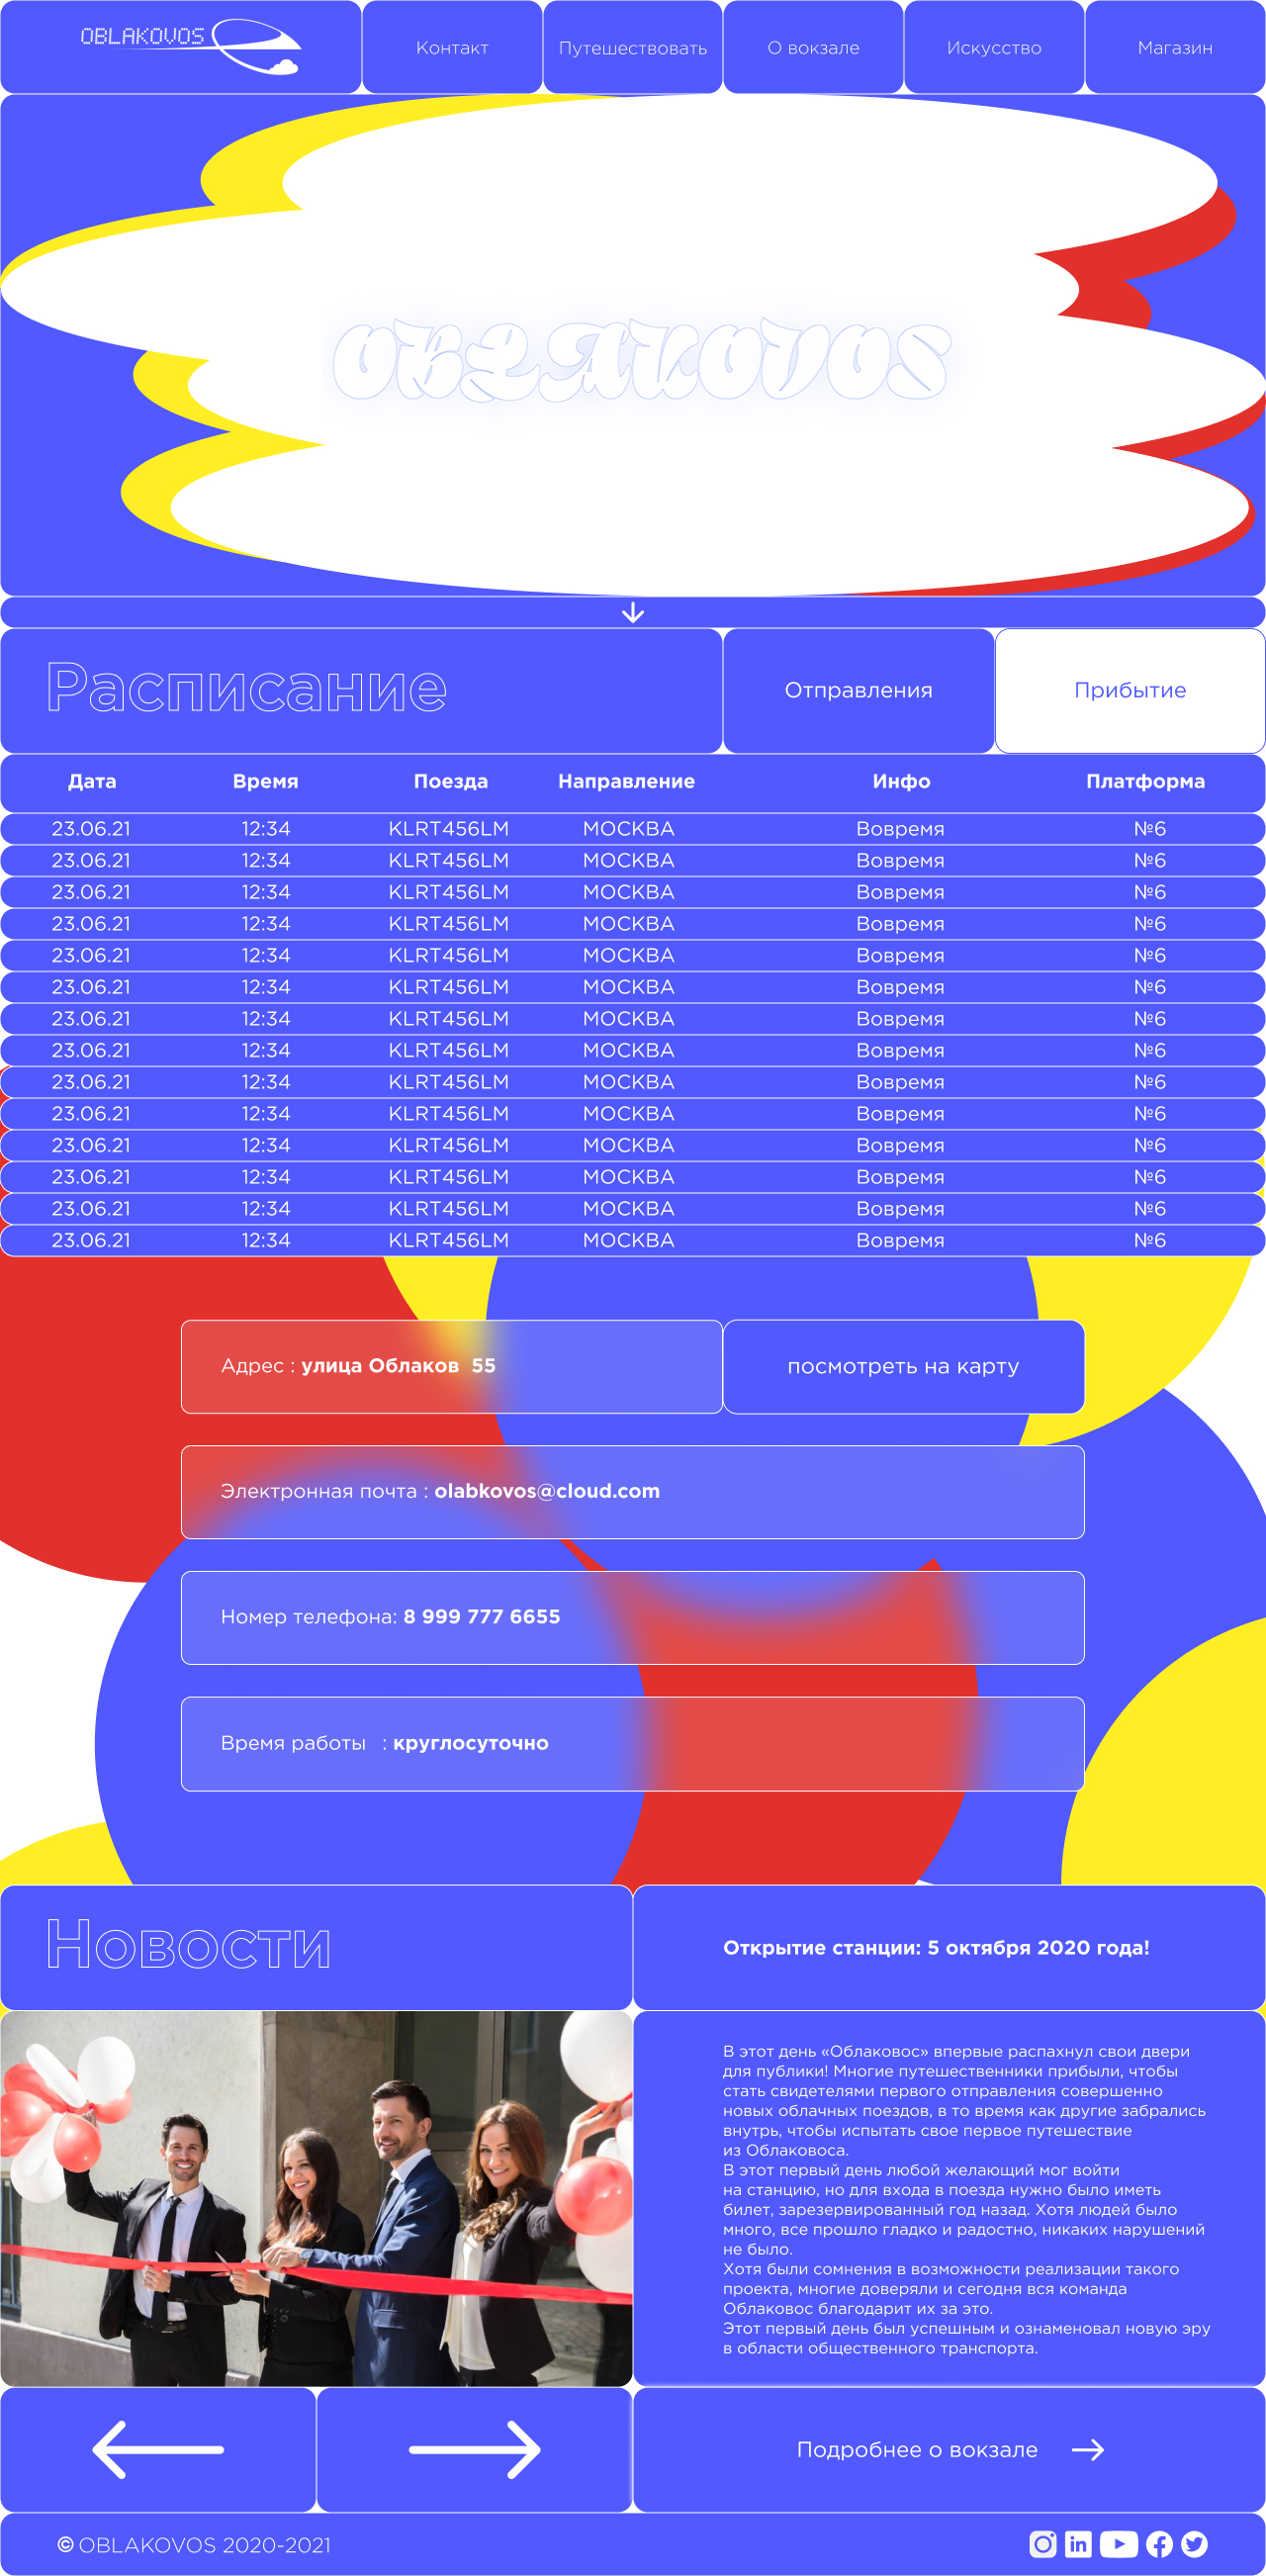 OBLAKOVOS
Контакт
Путешествовать
О вокзале
Искусство
Магазин
OBLAKOVOS
Расписание
Отправления
Прибытие
Дата Время Поезда Направление Инфо Платформа
23.06.21 12:34 KLRT456LM МОСКВА Вовремя №6
23.06.21 12:34 KLRT456LM МОСКВА Вовремя №6
23.06.21 12:34 KLRT456LM МОСКВА Вовремя №6
23.06.21 12:34 KLRT456LM МОСКВА Вовремя №6
23.06.21 12:34 KLRT456LM МОСКВА Вовремя №6
23.06.21 12:34 KLRT456LM МОСКВА Вовремя №6
23.06.21 12:34 KLRT456LM МОСКВА Вовремя №6
23.06.21 12:34 KLRT456LM МОСКВА Вовремя №6
23.06.21 12:34 KLRT456LM МОСКВА Вовремя №6
23.06.21 12:34 KLRT456LM МОСКВА Вовремя №6
23.06.21 12:34 KLRT456LM МОСКВА Вовремя №6
23.06.21 12:34 KLRT456LM МОСКВА Вовремя №6
23.06.21 12:34 KLRT456LM МОСКВА Вовремя №6
23.06.21 12:34 KLRT456LM МОСКВА Вовремя №6
Адрес : улица Облаков 55
посмотреть на карту
Электронная почта : olabkovos@cloud.com
Номер телефона: 8 999 777 6655
Время работы : круглосуточно
Новости
Открытие станции: 5 октября 2020 года!
В этот день «Облаковос» впервые распахнул свои двери
для публики! Многие путешественники прибыли, чтобы
стать свидетелями первого отправления совершенно
новых облачных поездов, в то время как другие забрались
внутрь, чтобы испытать свое первое путешествие
из Облаковоса.
В этот первый день любой желающий мог войти
на станцию, но для входа в поезда нужно было иметь
билет, зарезервированный год назад. Хотя людей было
много, все прошло гладко и радостно, никаких нарушений
не было.
Хотя были сомнения в возможности реализации такого
проекта, многие доверяли и сегодня вся команда
Облаковос благодарит их за это.
Этот первый день был успешным и ознаменовал новую эру
в области общественного транспорта.
Подробнее о вокзале
© OBLAKOVOS 2020-2021